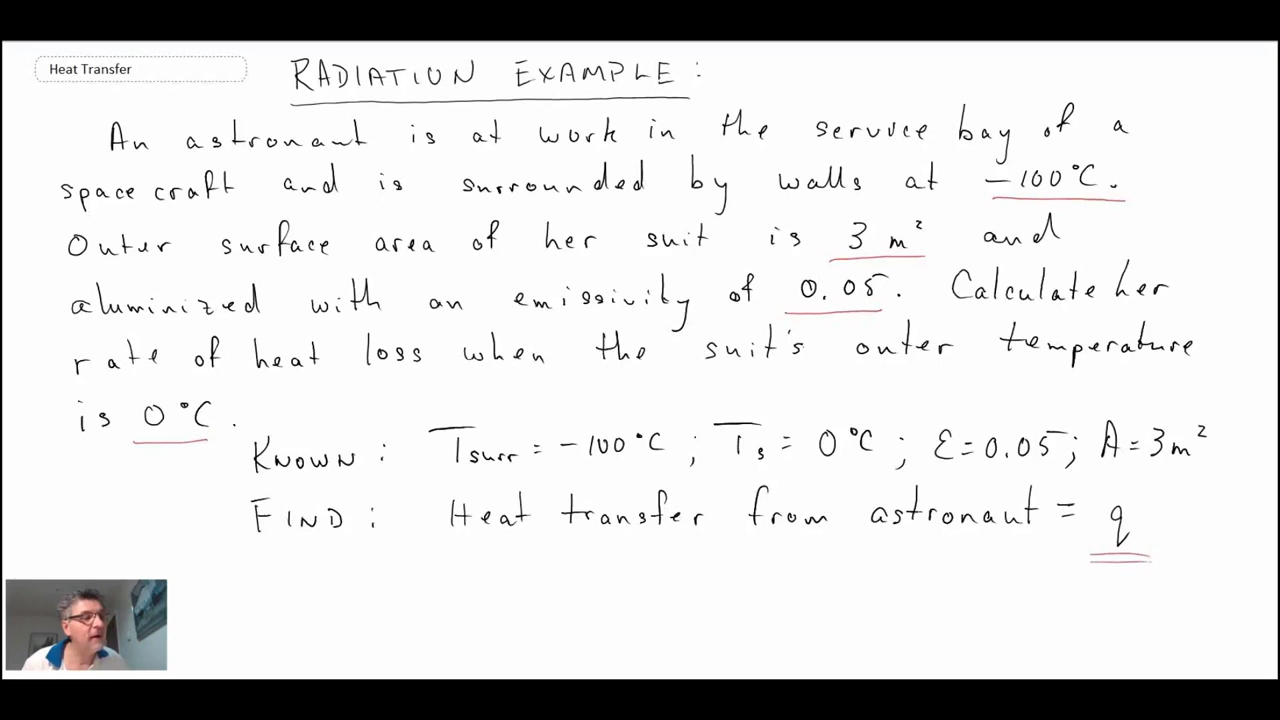 Heat Transfer
RADIATION EXAMPLE:
An astronaut is at work in the service bay of a
space craft and is surrounded by walls at -100°C.
Outer surface area of her suit is 3 m² and
aluminized with an emissivity of 0.05. Calculate her
rate of heat loss when the suit's outer temperature
is 0°C.
KNOWN: Tsurr = -100°C; Ts = 0°C; ε=0.05; A=3m²
FIND: Heat transfer from astronaut = q